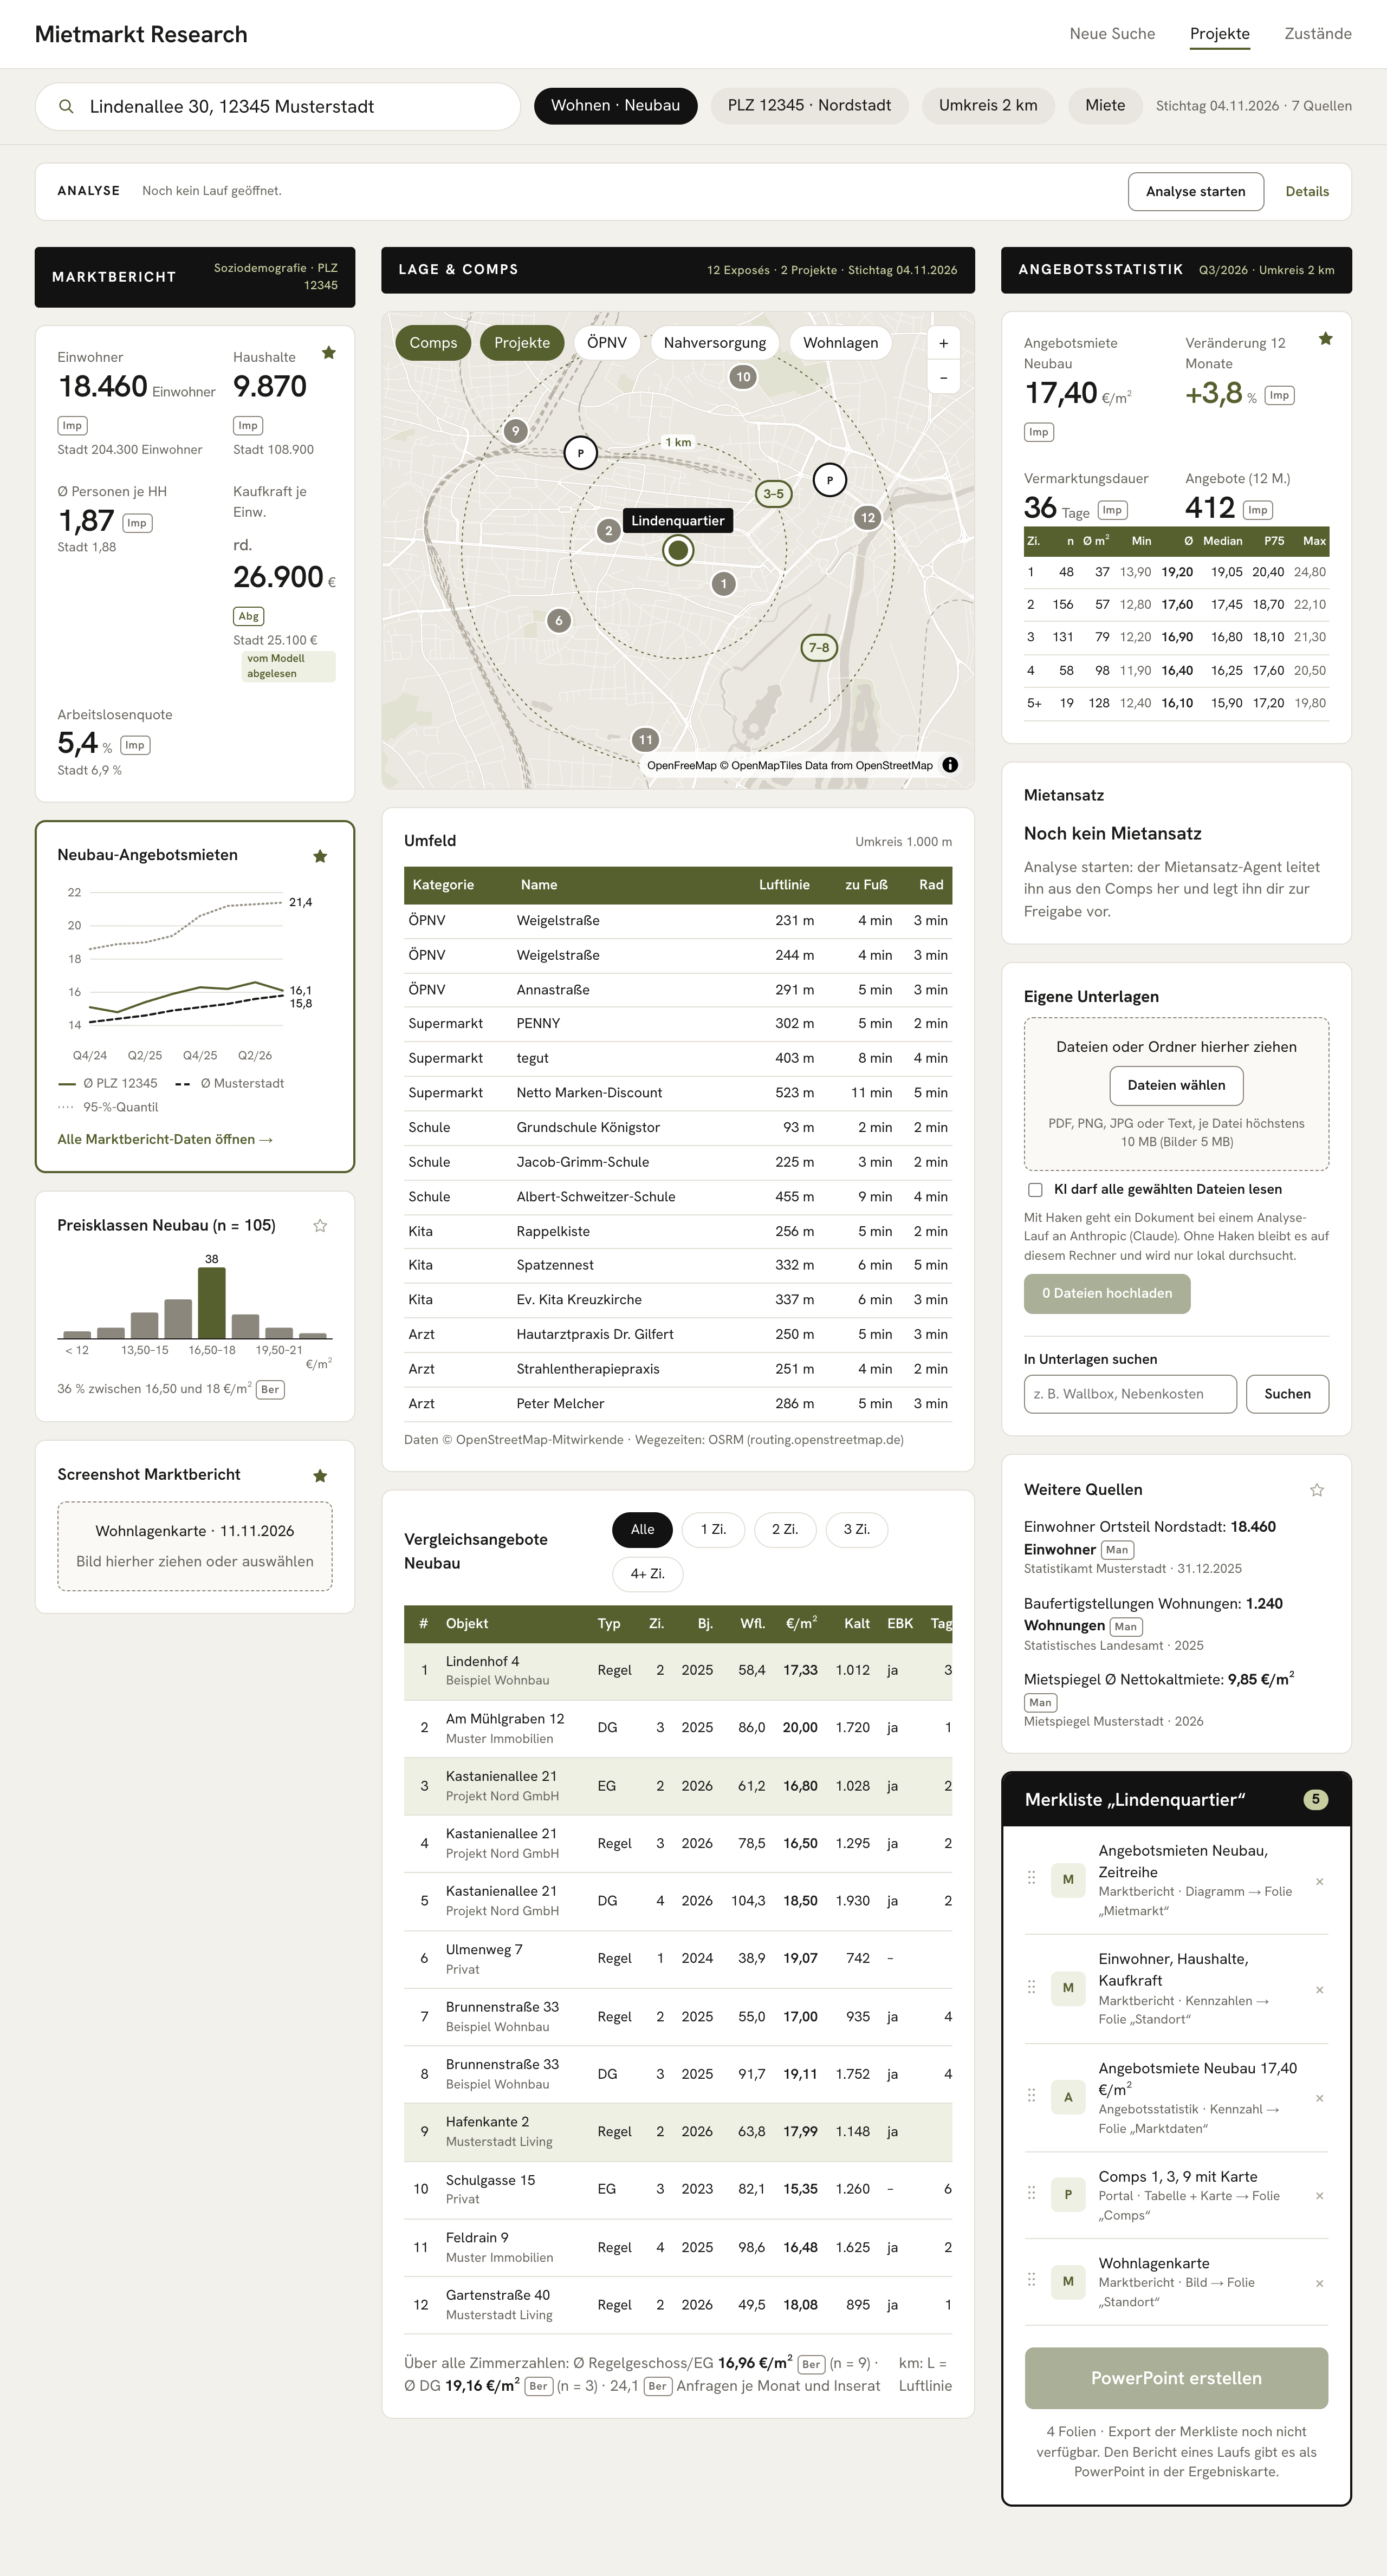 Mietmarkt Research
Neue Suche
Projekte
Zustände
Lindenallee 30, 12345 Musterstadt
Wohnen · Neubau
PLZ 12345 · Nordstadt
Umkreis 2 km
Miete
Stichtag 04.11.2026 · 7 Quellen
ANALYSE
Noch kein Lauf geöffnet.
Analyse starten
Details
MARKTBERICHT
Soziodemografie · PLZ
12345
Einwohner
18.460 Einwohner
Imp
Stadt 204.300 Einwohner
Haushalte
9.870
Imp
Stadt 108.900
Ø Personen je HH
1,87 Imp
Stadt 1,88
Kaufkraft je
Einw.
rd.
26.900 €
Abg
Stadt 25.100 €
vom Modell
abgelesen
Arbeitslosenquote
5,4 % Imp
Stadt 6,9 %
Neubau-Angebotsmieten
22
20
18
16
14
21,4
16,1
15,8
Q4/24 Q2/25 Q4/25 Q2/26
Ø PLZ 12345
Ø Musterstadt
95-%-Quantil
Alle Marktbericht-Daten öffnen →
Preisklassen Neubau (n = 105)
38
< 12 13,50–15 16,50–18 19,50–21
€/m²
36 % zwischen 16,50 und 18 €/m² Ber
Screenshot Marktbericht
Wohnlagenkarte · 11.11.2026
Bild hierher ziehen oder auswählen
LAGE & COMPS
12 Exposés · 2 Projekte · Stichtag 04.11.2026
Comps
Projekte
ÖPNV
Nahversorgung
Wohnlagen
+
−
10
9
P
1 km
P
3–5
12
2
Lindenquartier
1
6
7–8
11
OpenFreeMap © OpenMapTiles Data from OpenStreetMap
Umfeld
Umkreis 1.000 m
Kategorie Name Luftlinie zu Fuß Rad
ÖPNV Weigelstraße 231 m 4 min 3 min
ÖPNV Weigelstraße 244 m 4 min 3 min
ÖPNV Annastraße 291 m 5 min 3 min
Supermarkt PENNY 302 m 5 min 2 min
Supermarkt tegut 403 m 8 min 4 min
Supermarkt Netto Marken-Discount 523 m 11 min 5 min
Schule Grundschule Königstor 93 m 2 min 2 min
Schule Jacob-Grimm-Schule 225 m 3 min 2 min
Schule Albert-Schweitzer-Schule 455 m 9 min 4 min
Kita Rappelkiste 256 m 5 min 2 min
Kita Spatzennest 332 m 6 min 5 min
Kita Ev. Kita Kreuzkirche 337 m 6 min 3 min
Arzt Hautarztpraxis Dr. Gilfert 250 m 5 min 3 min
Arzt Strahlentherapiepraxis 251 m 4 min 2 min
Arzt Peter Melcher 286 m 5 min 3 min
Daten © OpenStreetMap-Mitwirkende · Wegezeiten: OSRM (routing.openstreetmap.de)
Vergleichsangebote
Neubau
Alle
1 Zi.
2 Zi.
3 Zi.
4+ Zi.
# Objekt Typ Zi. Bj. Wfl. €/m² Kalt EBK Tag
1 Lindenhof 4 Regel 2 2025 58,4 17,33 1.012 ja 3
Beispiel Wohnbau
2 Am Mühlgraben 12 DG 3 2025 86,0 20,00 1.720 ja 1
Muster Immobilien
3 Kastanienallee 21 EG 2 2026 61,2 16,80 1.028 ja 2
Projekt Nord GmbH
4 Kastanienallee 21 Regel 3 2026 78,5 16,50 1.295 ja 2
Projekt Nord GmbH
5 Kastanienallee 21 DG 4 2026 104,3 18,50 1.930 ja 2
Projekt Nord GmbH
6 Ulmenweg 7 Regel 1 2024 38,9 19,07 742 –
Privat
7 Brunnenstraße 33 Regel 2 2025 55,0 17,00 935 ja 4
Beispiel Wohnbau
8 Brunnenstraße 33 DG 3 2025 91,7 19,11 1.752 ja 4
Beispiel Wohnbau
9 Hafenkante 2 Regel 2 2026 63,8 17,99 1.148 ja
Musterstadt Living
10 Schulgasse 15 EG 3 2023 82,1 15,35 1.260 – 6
Privat
11 Feldrain 9 Regel 4 2025 98,6 16,48 1.625 ja 2
Muster Immobilien
12 Gartenstraße 40 Regel 2 2026 49,5 18,08 895 ja 1
Musterstadt Living
Über alle Zimmerzahlen: Ø Regelgeschoss/EG 16,96 €/m² Ber (n = 9) ·
Ø DG 19,16 €/m² Ber (n = 3) · 24,1 Ber Anfragen je Monat und Inserat
km: L =
Luftlinie
ANGEBOTSSTATISTIK
Q3/2026 · Umkreis 2 km
Angebotsmiete
Neubau
17,40 €/m²
Imp
Veränderung 12
Monate
+3,8 % Imp
Vermarktungsdauer
36 Tage Imp
Angebote (12 M.)
412 Imp
Zi. n Ø m² Min Ø Median P75 Max
1 48 37 13,90 19,20 19,05 20,40 24,80
2 156 57 12,80 17,60 17,45 18,70 22,10
3 131 79 12,20 16,90 16,80 18,10 21,30
4 58 98 11,90 16,40 16,25 17,60 20,50
5+ 19 128 12,40 16,10 15,90 17,20 19,80
Mietansatz
Noch kein Mietansatz
Analyse starten: der Mietansatz-Agent leitet
ihn aus den Comps her und legt ihn dir zur
Freigabe vor.
Eigene Unterlagen
Dateien oder Ordner hierher ziehen
Dateien wählen
PDF, PNG, JPG oder Text, je Datei höchstens
10 MB (Bilder 5 MB)
KI darf alle gewählten Dateien lesen
Mit Haken geht ein Dokument bei einem Analyse-
Lauf an Anthropic (Claude). Ohne Haken bleibt es auf
diesem Rechner und wird nur lokal durchsucht.
0 Dateien hochladen
In Unterlagen suchen
z. B. Wallbox, Nebenkosten
Suchen
Weitere Quellen
Einwohner Ortsteil Nordstadt: 18.460
Einwohner Man
Statistikamt Musterstadt · 31.12.2025
Baufertigstellungen Wohnungen: 1.240
Wohnungen Man
Statistisches Landesamt · 2025
Mietspiegel Ø Nettokaltmiete: 9,85 €/m²
Man
Mietspiegel Musterstadt · 2026
Merkliste „Lindenquartier“
5
M
Angebotsmieten Neubau,
Zeitreihe
Marktbericht · Diagramm → Folie
„Mietmarkt“
×
M
Einwohner, Haushalte,
Kaufkraft
Marktbericht · Kennzahlen →
Folie „Standort“
×
A
Angebotsmiete Neubau 17,40
€/m²
Angebotsstatistik · Kennzahl →
Folie „Marktdaten“
×
P
Comps 1, 3, 9 mit Karte
Portal · Tabelle + Karte → Folie
„Comps“
×
M
Wohnlagenkarte
Marktbericht · Bild → Folie
„Standort“
×
PowerPoint erstellen
4 Folien · Export der Merkliste noch nicht
verfügbar. Den Bericht eines Laufs gibt es als
PowerPoint in der Ergebniskarte.